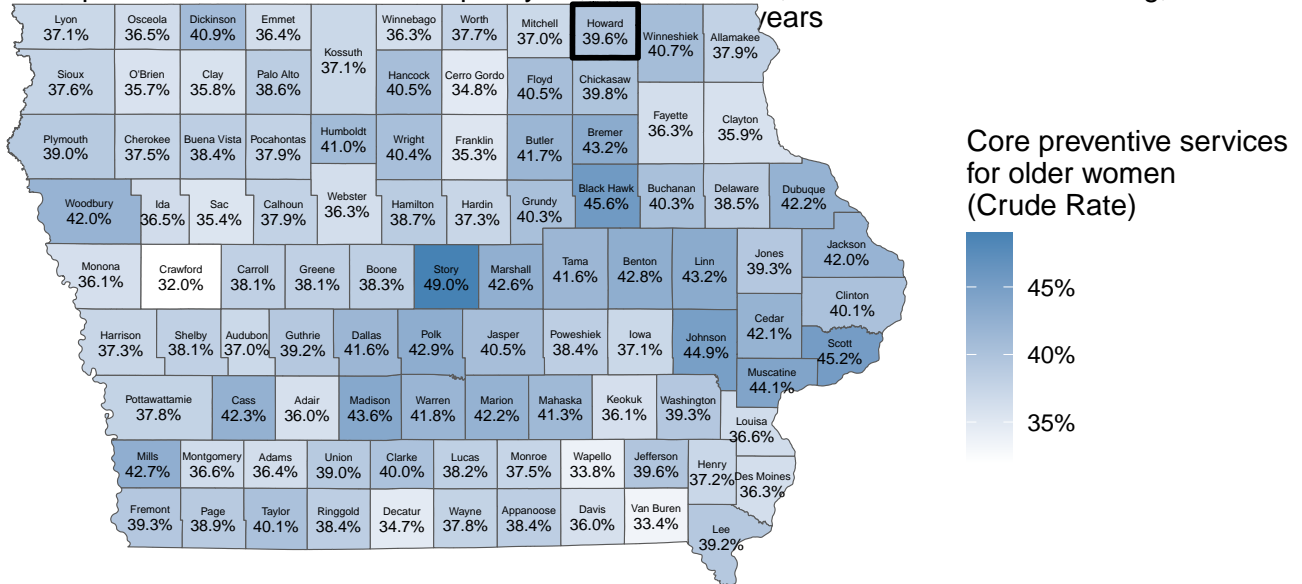 years
Lyon
37.1%
Osceola
36.5%
Dickinson
40.9%
Emmet
36.4%
Kossuth
37.1%
Winnebago
36.3%
Worth
37.7%
Mitchell
37.0%
Howard
39.6%
Winneshiek
40.7%
Allamakee
37.9%
Sioux
37.6%
O'Brien
35.7%
Clay
35.8%
Palo Alto
38.6%
Hancock
40.5%
Cerro Gordo
34.8%
Floyd
40.5%
Chickasaw
39.8%
Fayette
36.3%
Clayton
35.9%
Plymouth
39.0%
Cherokee
37.5%
Buena Vista
38.4%
Pocahontas
37.9%
Humboldt
41.0%
Wright
40.4%
Franklin
35.3%
Butler
41.7%
Bremer
43.2%
Woodbury
42.0%
Ida
36.5%
Sac
35.4%
Calhoun
37.9%
Webster
36.3%
Hamilton
38.7%
Hardin
37.3%
Grundy
40.3%
Black Hawk
45.6%
Buchanan
40.3%
Delaware
38.5%
Dubuque
42.2%
Monona
36.1%
Crawford
32.0%
Carroll
38.1%
Greene
38.1%
Boone
38.3%
Story
49.0%
Marshall
42.6%
Tama
41.6%
Benton
42.8%
Linn
43.2%
Jones
39.3%
Jackson
42.0%
Clinton
40.1%
Harrison
37.3%
Shelby
38.1%
Audubon
37.0%
Guthrie
39.2%
Dallas
41.6%
Polk
42.9%
Jasper
40.5%
Poweshiek
38.4%
Iowa
37.1%
Johnson
44.9%
Cedar
42.1%
Scott
45.2%
Muscatine
44.1%
Pottawattamie
37.8%
Cass
42.3%
Adair
36.0%
Madison
43.6%
Warren
41.8%
Marion
42.2%
Mahaska
41.3%
Keokuk
36.1%
Washington
39.3%
Louisa
36.6%
Mills
42.7%
Montgomery
36.6%
Adams
36.4%
Union
39.0%
Clarke
40.0%
Lucas
38.2%
Monroe
37.5%
Wapello
33.8%
Jefferson
39.6%
Henry
37.2%
Des Moines
36.3%
Fremont
39.3%
Page
38.9%
Taylor
40.1%
Ringgold
38.4%
Decatur
34.7%
Wayne
37.8%
Appanoose
38.4%
Davis
36.0%
Van Buren
33.4%
Lee
39.2%
Core preventive services
for older women
(Crude Rate)
45%
40%
35%